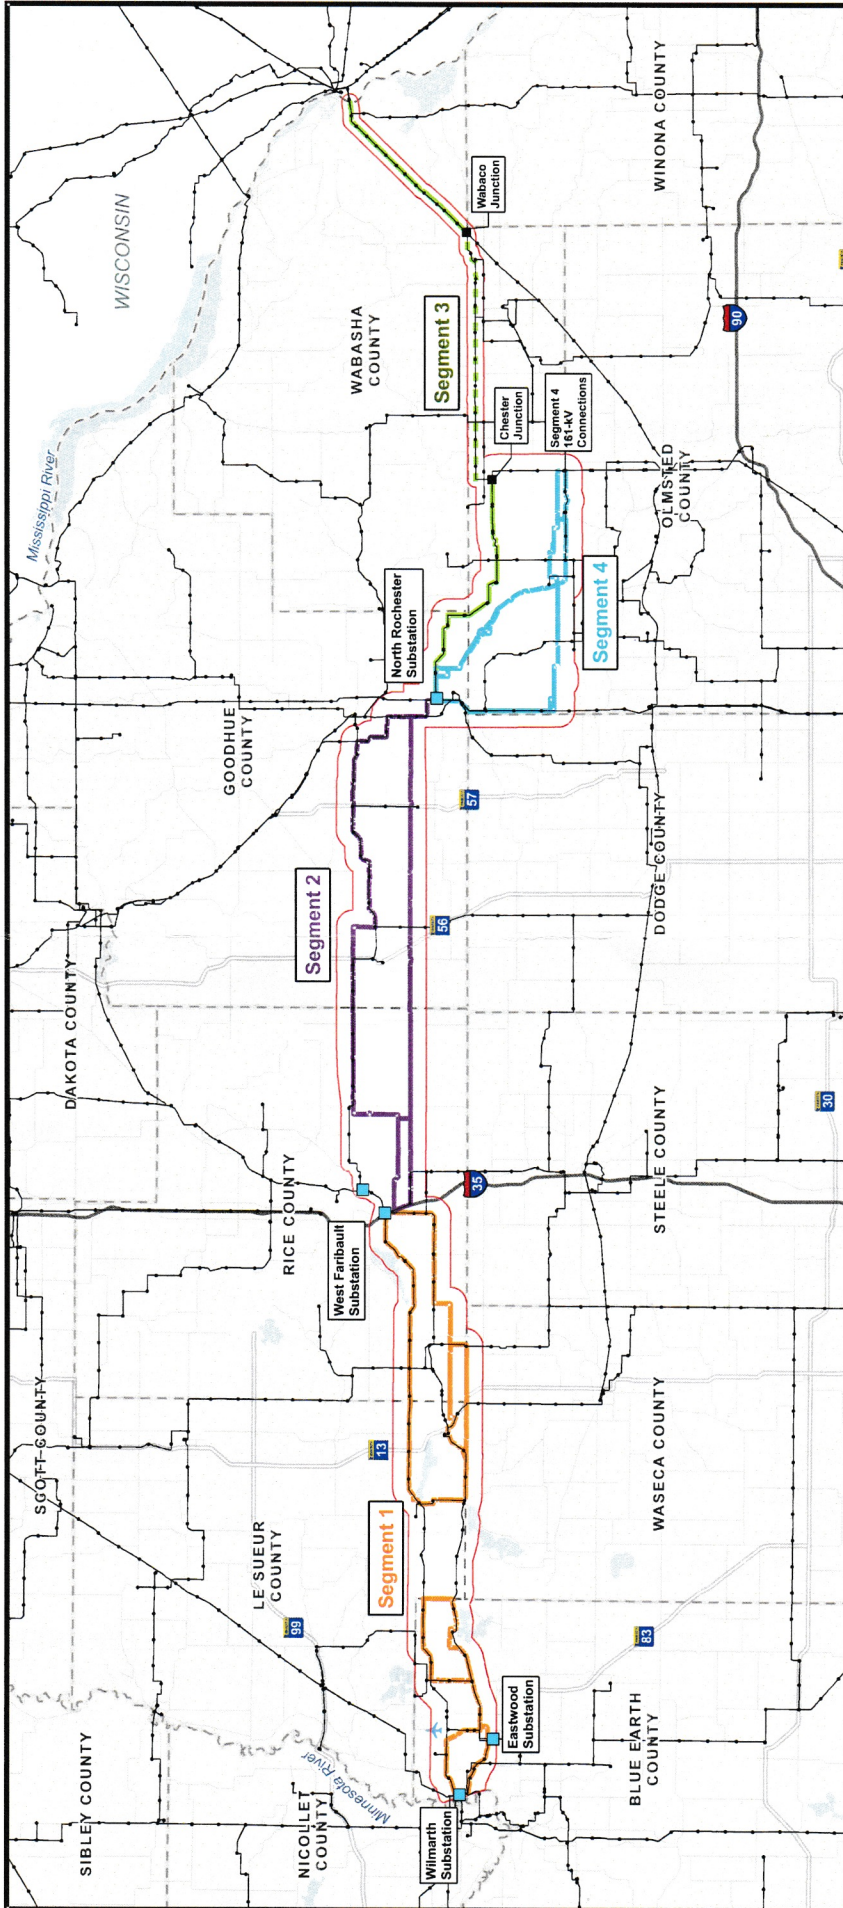 WISCONSIN
Mississippi River
WINONA COUNTY
WABASHA
COUNTY
Wabaco
Junction
Segment 3
Chester
Junction
Segment 4
161-kV
Connections
90
OLMSTED
COUNTY
North Rochester
Substation
Segment 4
GOODHUE
COUNTY
57
DODGE COUNTY
Segment 2
56
DAKOTA COUNTY
RICE COUNTY
West Faribault
Substation
35
STEELE COUNTY
30
SCOTT COUNTY
13
WASECA COUNTY
LE SUEUR
COUNTY
Segment 1
99
83
Eastwood
Substation
BLUE EARTH
COUNTY
Minnesota River
SIBLEY COUNTY
NICOLLET
COUNTY
Wilmarth
Substation